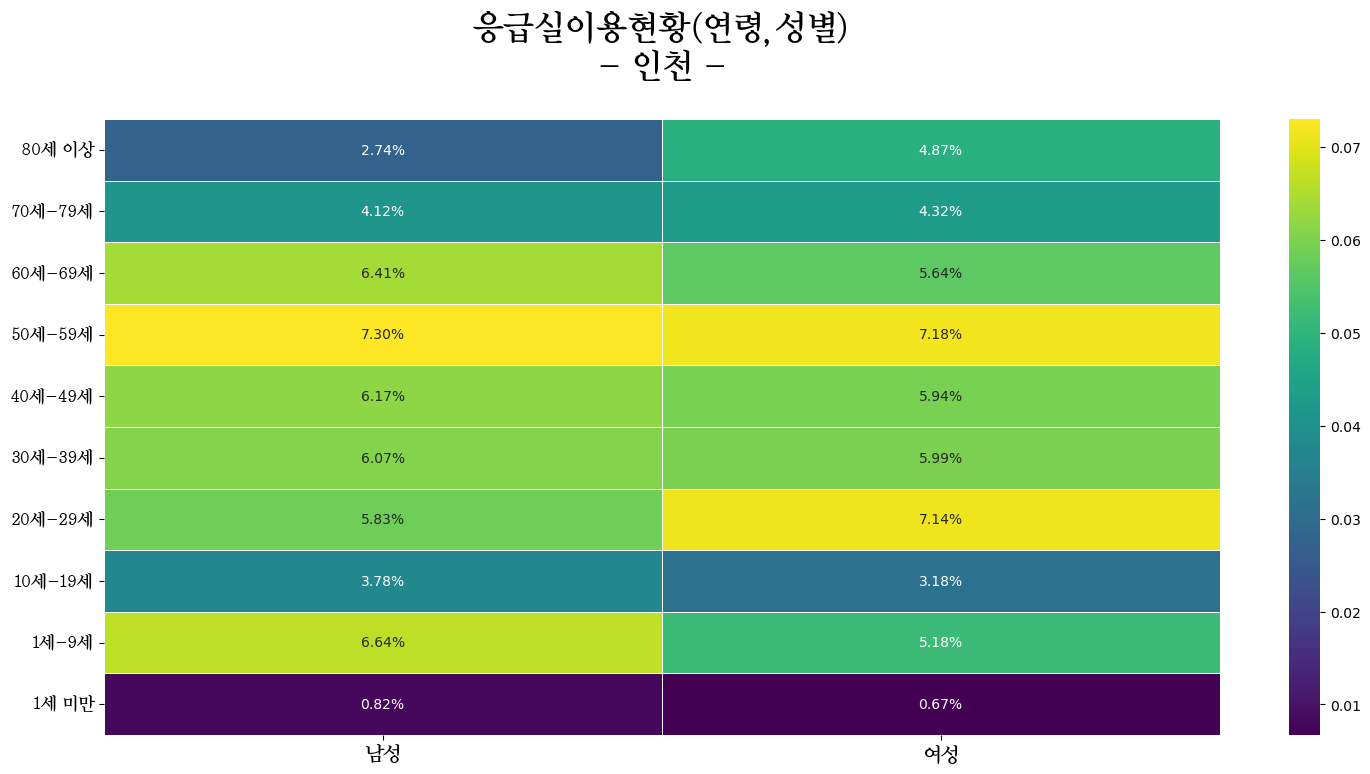 응급실이용현황(연령, 성별)
- 인천 -
80세 이상 2.74% 4.87%
70세-79세 4.12% 4.32%
60세-69세 6.41% 5.64%
50세-59세 7.30% 7.18%
40세-49세 6.17% 5.94%
30세-39세 6.07% 5.99%
20세-29세 5.83% 7.14%
10세-19세 3.78% 3.18%
1세-9세 6.64% 5.18%
1세 미만 0.82% 0.67%
남성 여성
0.07
0.06
0.05
0.04
0.03
0.02
0.01